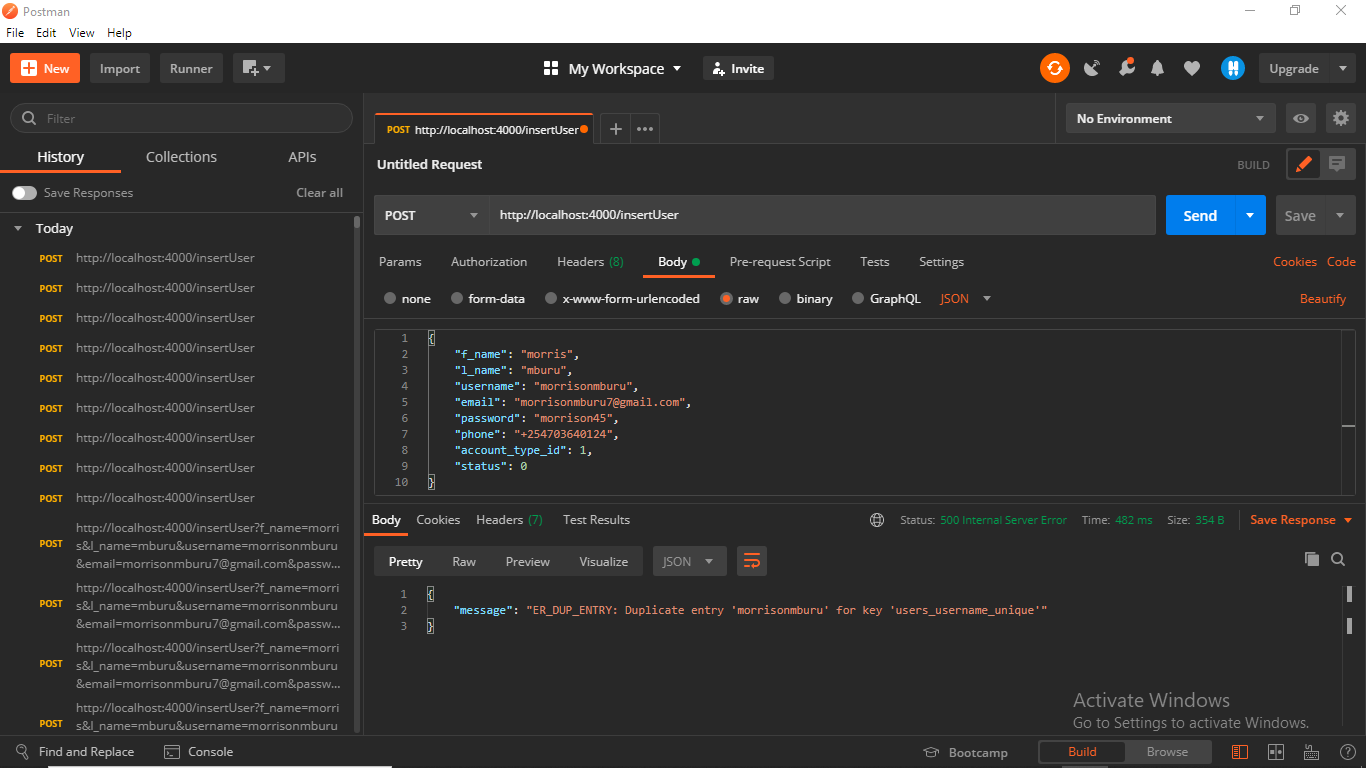 Postman
File Edit View Help
New Import Runner My Workspace Invite Upgrade
Filter
History Collections APIs
Save Responses Clear all
Today
POST http://localhost:4000/insertUser
POST http://localhost:4000/insertUser
POST http://localhost:4000/insertUser
POST http://localhost:4000/insertUser
POST http://localhost:4000/insertUser
POST http://localhost:4000/insertUser
POST http://localhost:4000/insertUser
POST http://localhost:4000/insertUser
POST http://localhost:4000/insertUser
http://localhost:4000/insertUser?f_name=morri
POST s&l_name=mburu&username=morrisonmburu
&email=morrisonmburu7@gmail.com&passw...
http://localhost:4000/insertUser?f_name=morri
POST s&l_name=mburu&username=morrisonmburu
&email=morrisonmburu7@gmail.com&passw...
http://localhost:4000/insertUser?f_name=morri
POST s&l_name=mburu&username=morrisonmburu
&email=morrisonmburu7@gmail.com&passw...
http://localhost:4000/insertUser?f_name=morri
POST s&l_name=mburu&username=morrisonmburu
POST http://localhost:4000/insertUser + ••• No Environment
Untitled Request BUILD
POST http://localhost:4000/insertUser Send Save
Params Authorization Headers (8) Body Pre-request Script Tests Settings Cookies Code
none form-data x-www-form-urlencoded raw binary GraphQL JSON Beautify
1 {
2 "f_name": "morris",
3 "l_name": "mburu",
4 "username": "morrisonmburu",
5 "email": "morrisonmburu7@gmail.com",
6 "password": "morrison45",
7 "phone": "+254703640124",
8 "account_type_id": 1,
9 "status": 0
10 }
Body Cookies Headers (7) Test Results Status: 500 Internal Server Error Time: 482 ms Size: 354 B Save Response
Pretty Raw Preview Visualize JSON
1 {
2 "message": "ER_DUP_ENTRY: Duplicate entry 'morrisonmburu' for key 'users_username_unique'"
3 }
Activate Windows
Go to Settings to activate Windows.
Find and Replace Console Bootcamp Build Browse